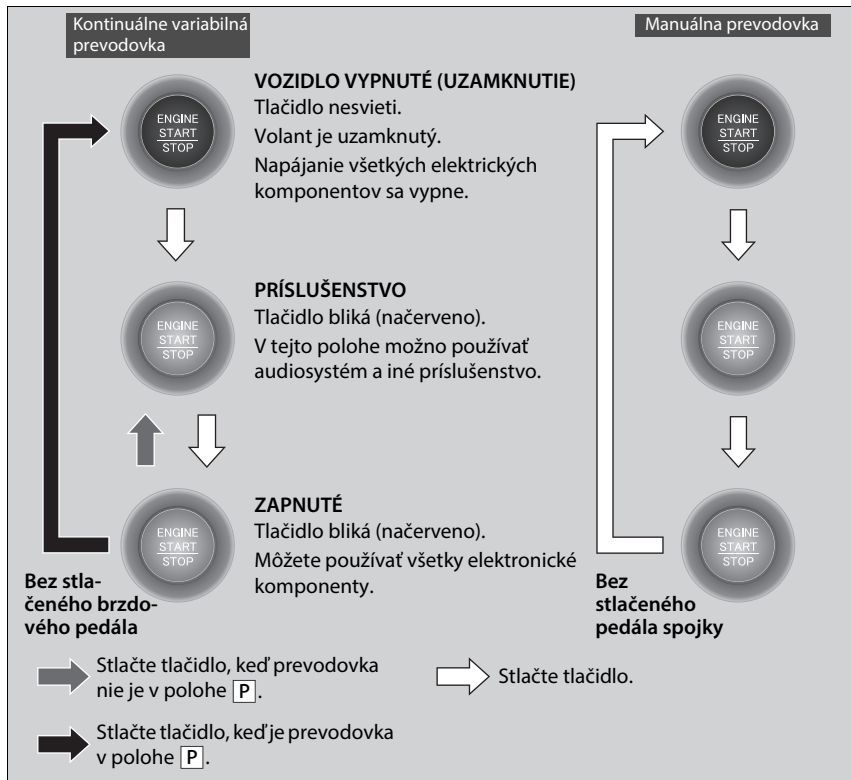 Kontinuálne variabilná
prevodovka
Manuálna prevodovka
ENGINE
START
STOP
VOZIDLO VYPNUTÉ (UZAMKNUTIE)
Tlačidlo nesvieti.
Volant je uzamknutý.
Napájanie všetkých elektrických
komponentov sa vypne.
ENGINE
START
STOP
ENGINE
START
STOP
PRÍSLUŠENSTVO
Tlačidlo bliká (načerveno).
V tejto polohe možno používať
audiosystém a iné príslušenstvo.
ENGINE
START
STOP
ENGINE
START
STOP
ZAPNUTÉ
Tlačidlo bliká (načerveno).
Môžete používať všetky elektronické
komponenty.
ENGINE
START
STOP
Bez stla-
čeného brzdo-
vého pedála
Bez
stlačeného
pedála spojky
Stlačte tlačidlo, keď prevodovka
nie je v polohe P.
Stlačte tlačidlo.
Stlačte tlačidlo, keď je prevodovka
v polohe P.